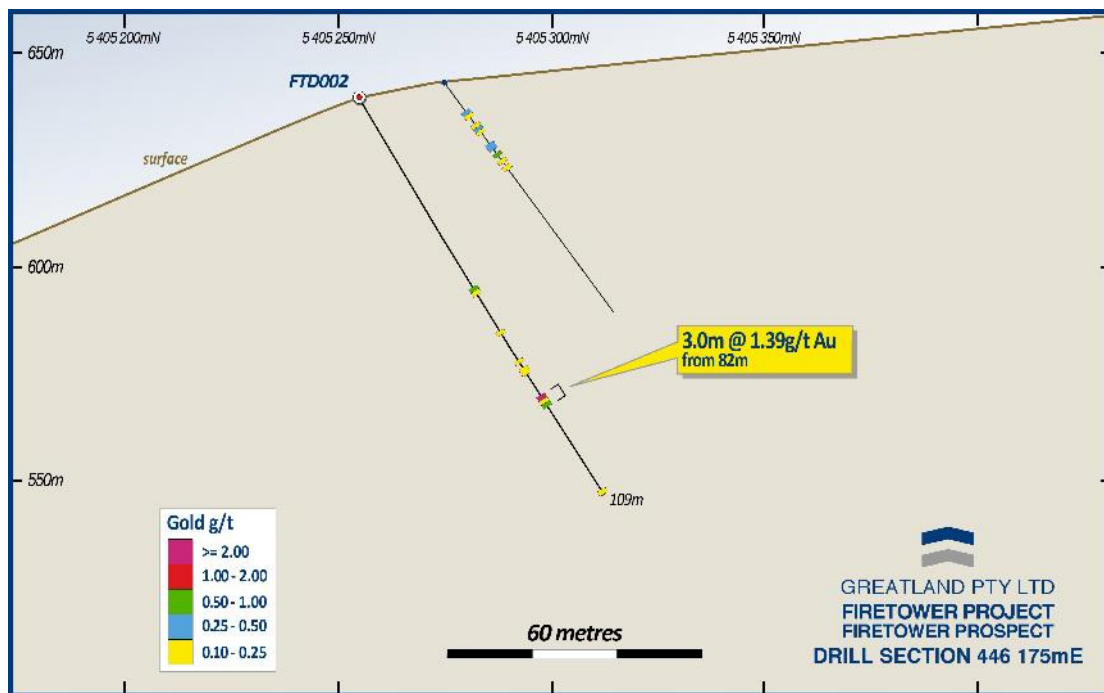 5 405 200mN
5 405 250mN
5 405 300mN
5 405 350mN
650m
FTD002
surface
600m
3.0m @ 1.39g/t Au
from 82m
550m
109m
Gold g/t
>= 2.00
1.00 - 2.00
0.50 - 1.00
0.25 - 0.50
0.10 - 0.25
60 metres
GREATLAND PTY LTD
FIRETOWER PROJECT
FIRETOWER PROSPECT
DRILL SECTION 446 175mE